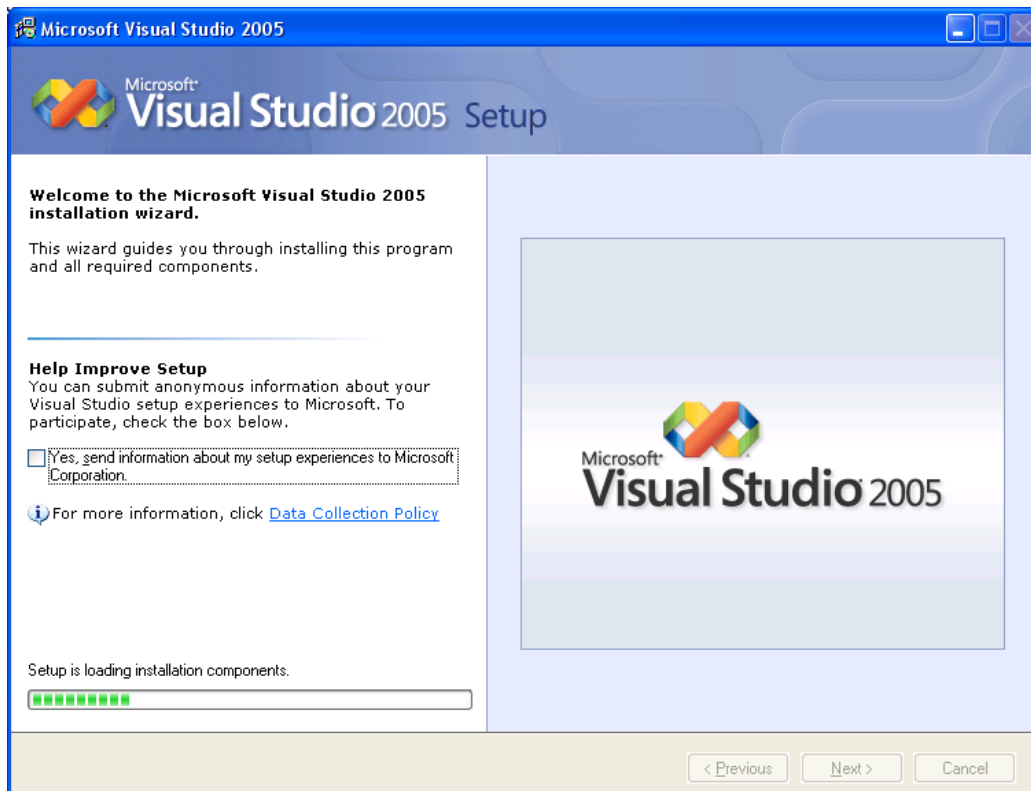 Microsoft Visual Studio 2005
Microsoft
Visual Studio 2005 Setup
Welcome to the Microsoft Visual Studio 2005
installation wizard.
This wizard guides you through installing this program
and all required components.
Help Improve Setup
You can submit anonymous information about your
Visual Studio setup experiences to Microsoft. To
participate, check the box below.
Yes, send information about my setup experiences to Microsoft
Corporation.
For more information, click Data Collection Policy
Setup is loading installation components.
Microsoft
Visual Studio 2005
< Previous
Next >
Cancel